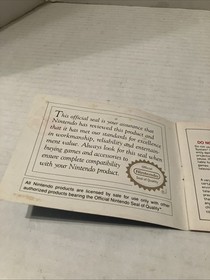 This official seal is your assurance that
Nintendo has reviewed this product and
that it has met our standards for excellence
in workmanship, reliability and entertain-
ment value. Always look for this seal when
buying games and accessories to
ensure complete compatibility
with your Nintendo product.
Nintendo
All Nintendo products are licensed by sale for use only with other
authorized products bearing the Official Nintendo Seal of Quality.
DO NO